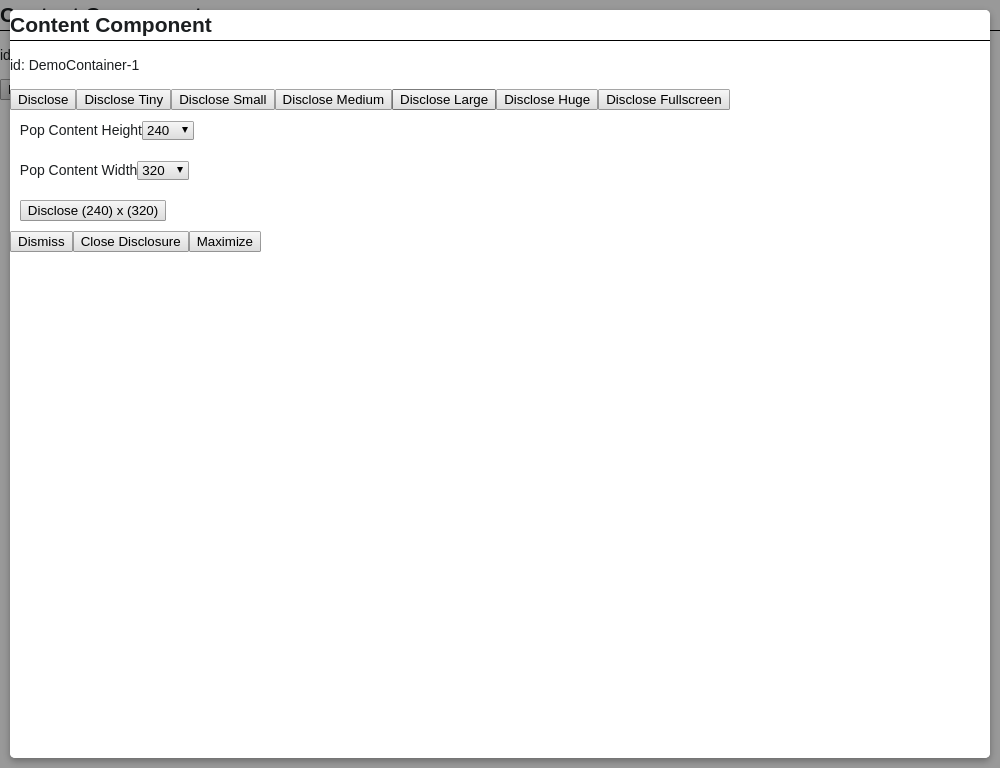 Content Component
id: DemoContainer-1
Disclose Disclose Tiny Disclose Small Disclose Medium Disclose Large Disclose Huge Disclose Fullscreen
Pop Content Height 240
Pop Content Width 320
Disclose (240) x (320)
Dismiss Close Disclosure Maximize